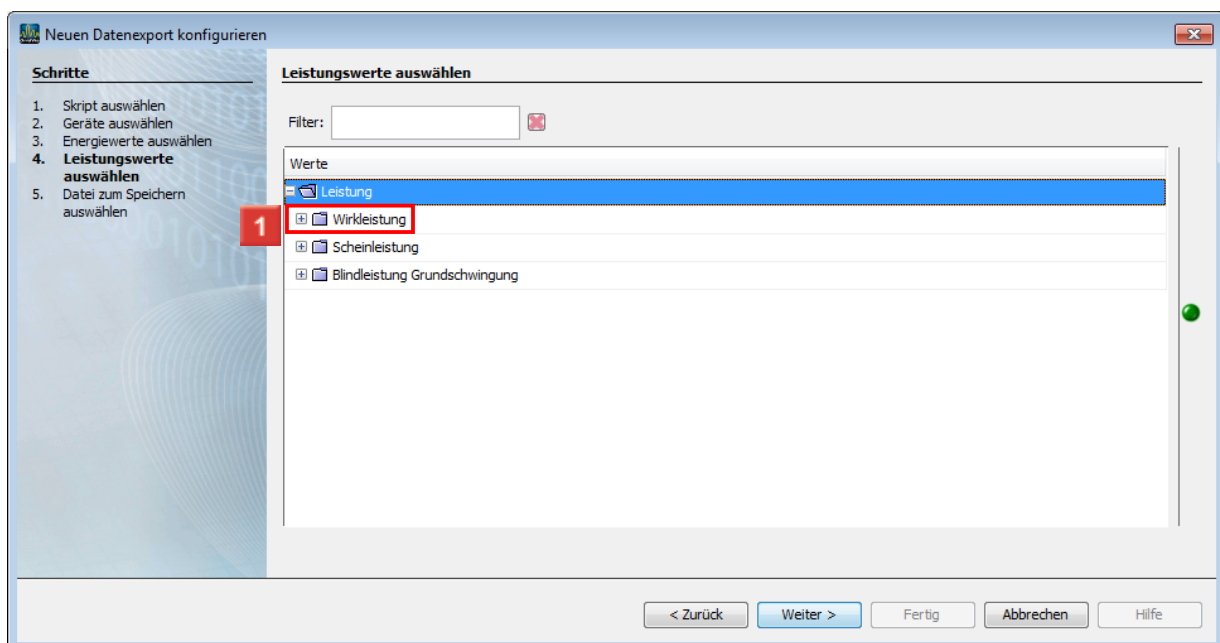 Neuen Datenexport konfigurieren
Schritte
1. Skript auswählen
2. Geräte auswählen
3. Energiewerte auswählen
4. Leistungswerte
auswählen
5. Datei zum Speichern
auswählen
Leistungswerte auswählen
Filter:
Werte
Leistung
1
Wirkleistung
Scheinleistung
Blindleistung Grundschwingung
< Zurück
Weiter >
Fertig
Abbrechen
Hilfe